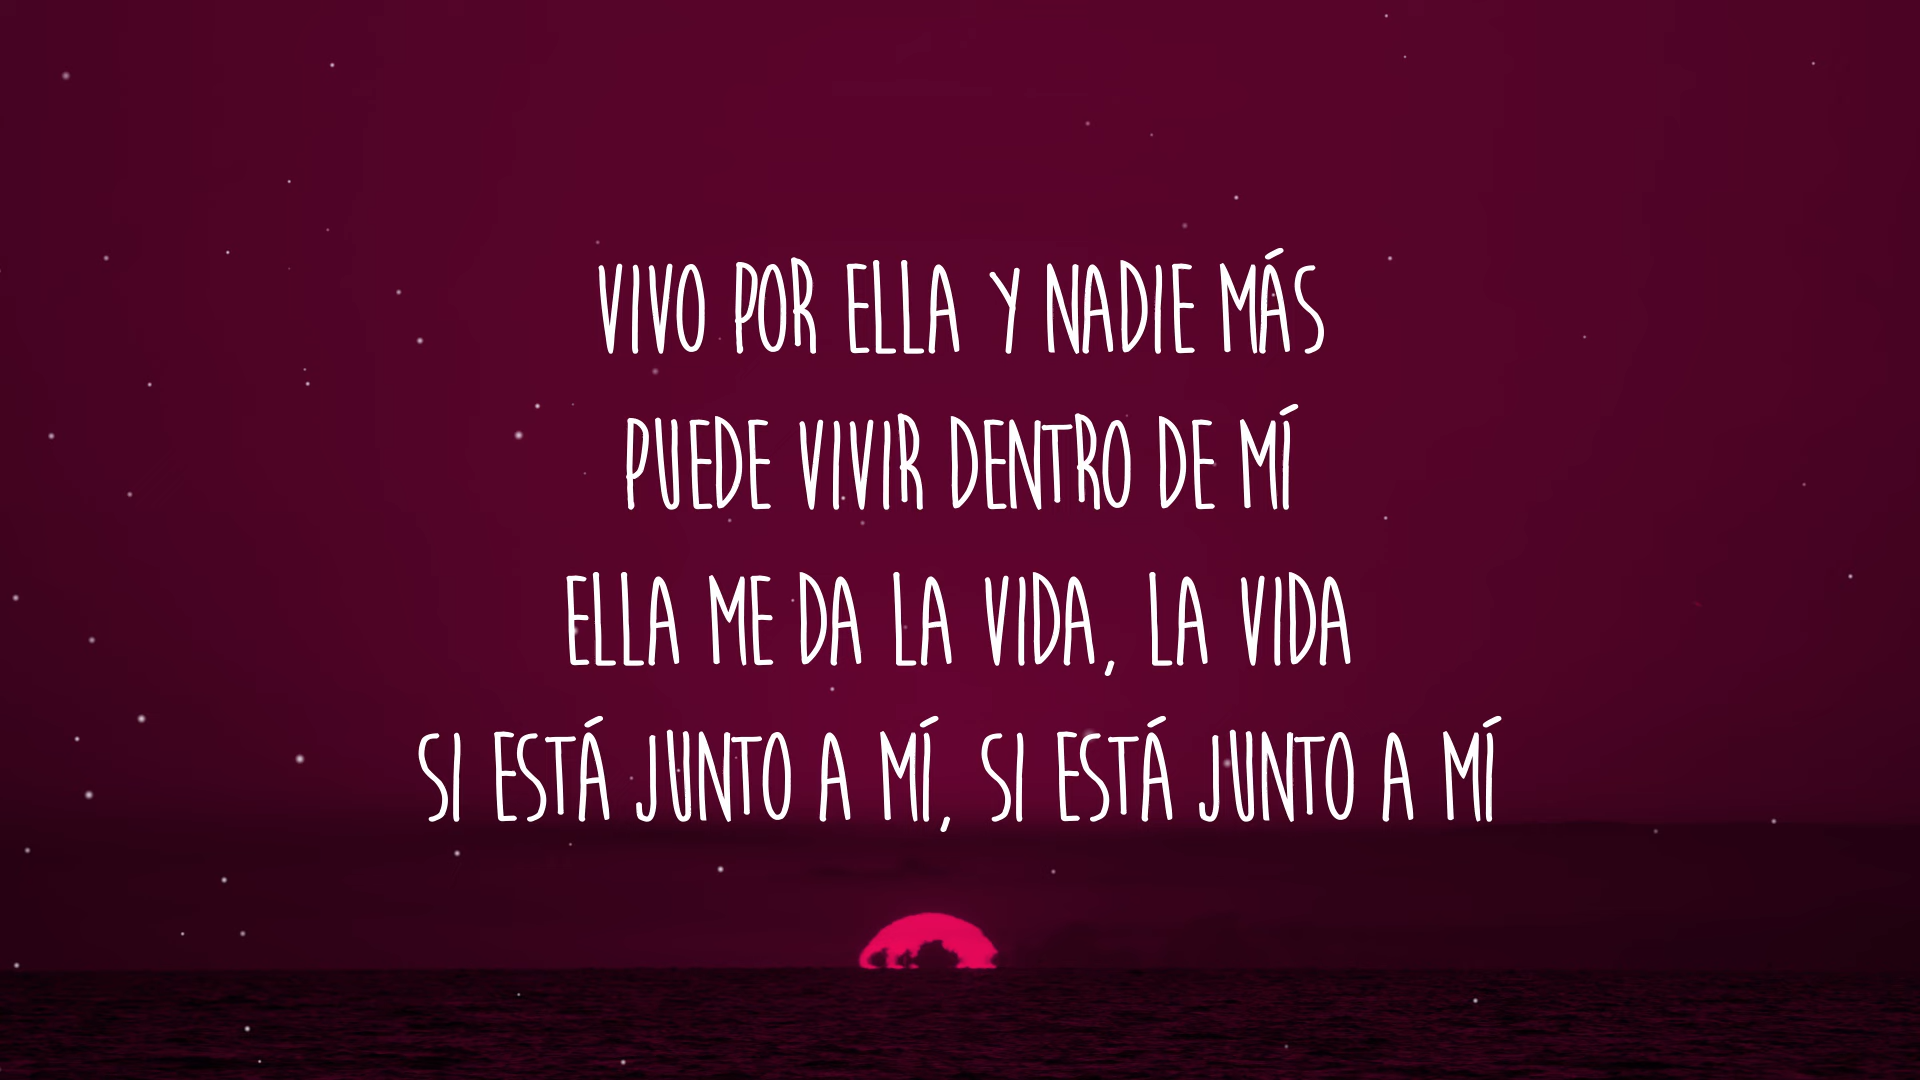 VIVO POR ELLA Y NADIE MÁS
PUEDE VIVIR DENTRO DE MÍ
ELLA ME DA LA VIDA, LA VIDA
SI ESTÁ JUNTO A MÍ, SI ESTÁ JUNTO A MÍ